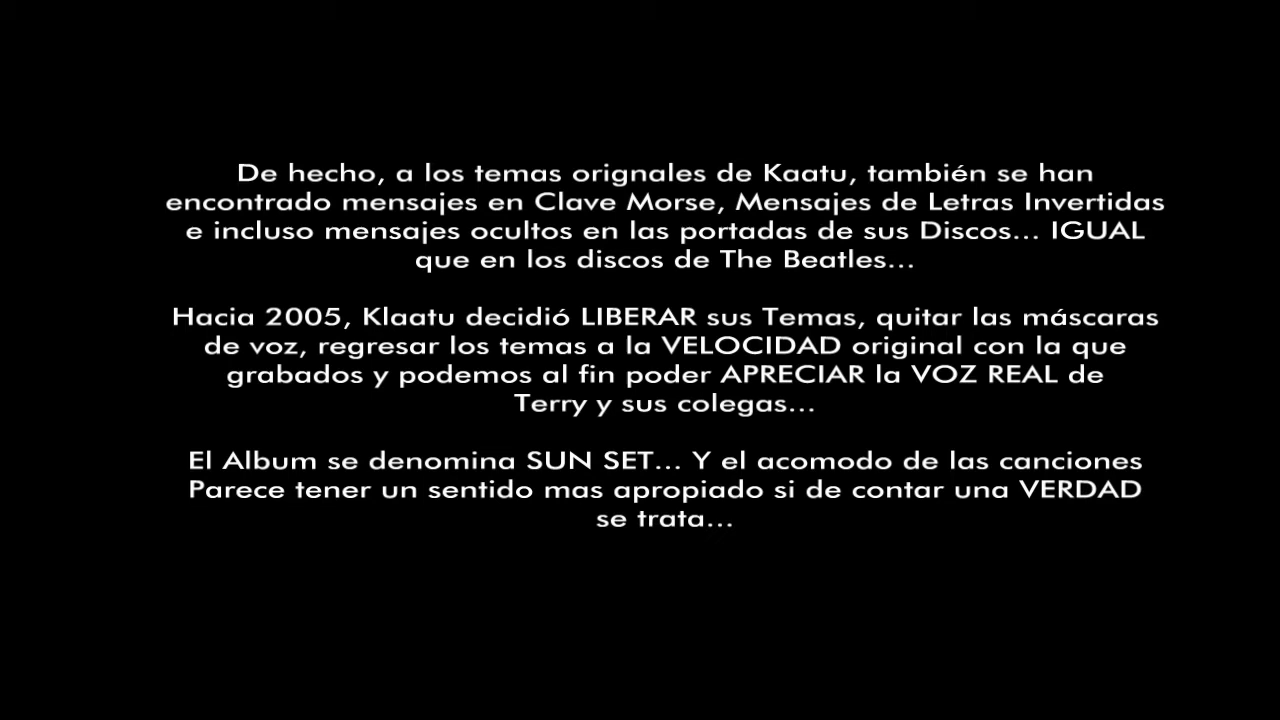 De hecho, a los temas orignales de Kaatu, también se han
encontrado mensajes en Clave Morse, Mensajes de Letras Invertidas
e incluso mensajes ocultos en las portadas de sus Discos... IGUAL
que en los discos de The Beatles...
Hacia 2005, Klaatu decidió LIBERAR sus Temas, quitar las máscaras
de voz, regresar los temas a la VELOCIDAD original con la que
grabados y podemos al fin poder APRECIAR la VOZ REAL de
Terry y sus colegas...
El Album se denomina SUN SET... Y el acomodo de las canciones
Parece tener un sentido mas apropiado si de contar una VERDAD
se trata...